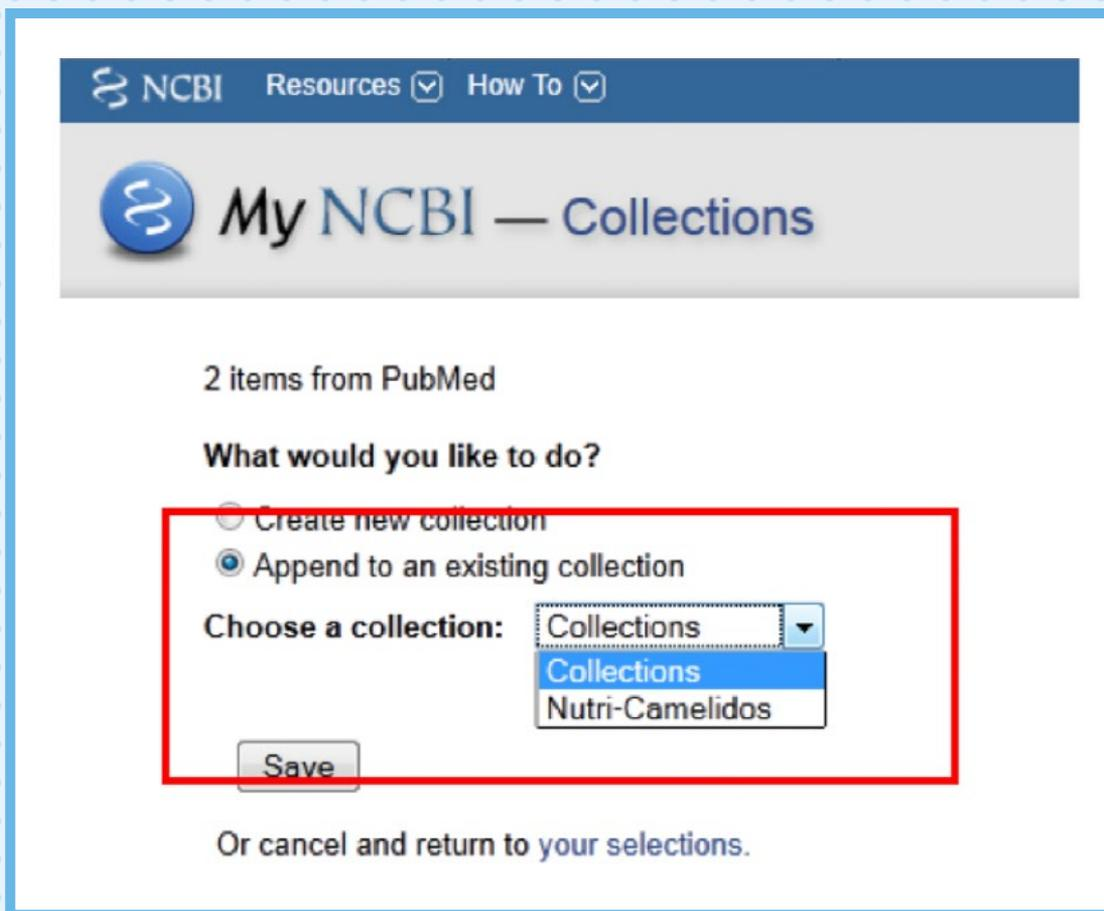 NCBI Resources How To
My NCBI — Collections
2 items from PubMed
What would you like to do?
Create new collection
Append to an existing collection
Choose a collection: Collections
Collections
Nutri-Camelidos
Save
Or cancel and return to your selections.